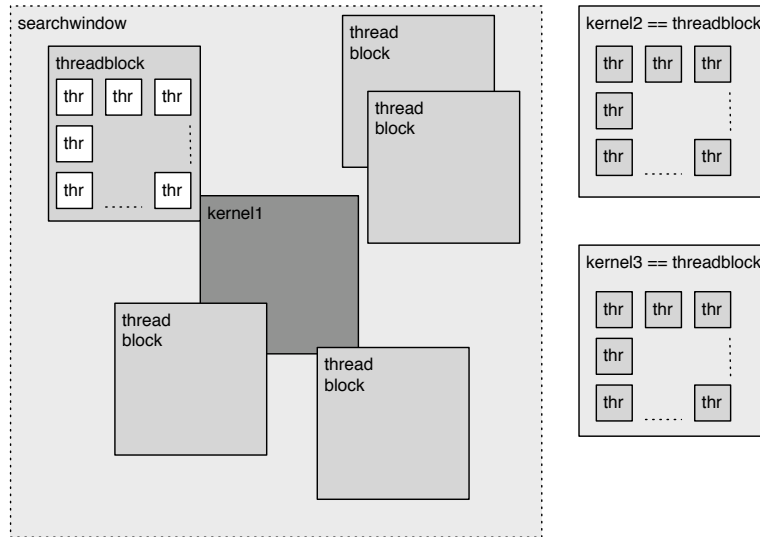 searchwindow
threadblock
thr thr thr
thr
thr thr
thread
block
thread
block
kernel1
thread
block
thread
block
kernel2 == threadblock
thr thr thr
thr
thr thr
kernel3 == threadblock
thr thr thr
thr
thr thr